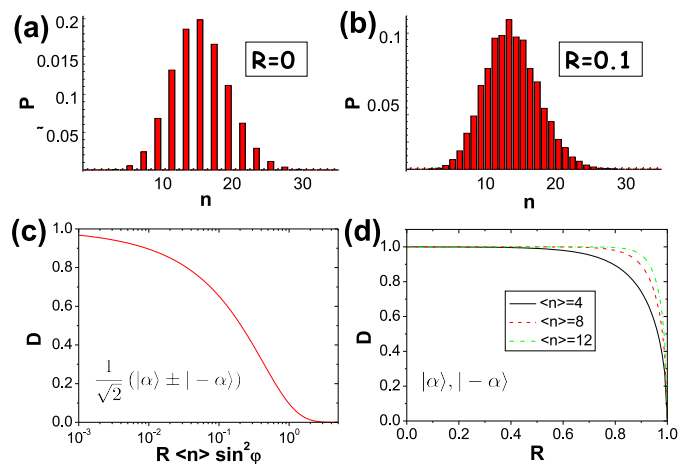 (a)
0.2
0.15
0.1
0.05
P
~
R=0
10
20
30
n
(b)
0.1
0.05
P
R=0.1
10
20
30
n
(c)
1.0
0.8
0.6
0.4
0.2
0.0
D
1/√2 (|α⟩ ± | − α⟩)
10⁻³
10⁻²
10⁻¹
10⁰
R <n> sin²φ
(d)
1.0
0.8
0.6
0.4
0.2
0.0
D
<n>=4
<n>=8
<n>=12
|α⟩, | − α⟩
0.0
0.2
0.4
0.6
0.8
1.0
R